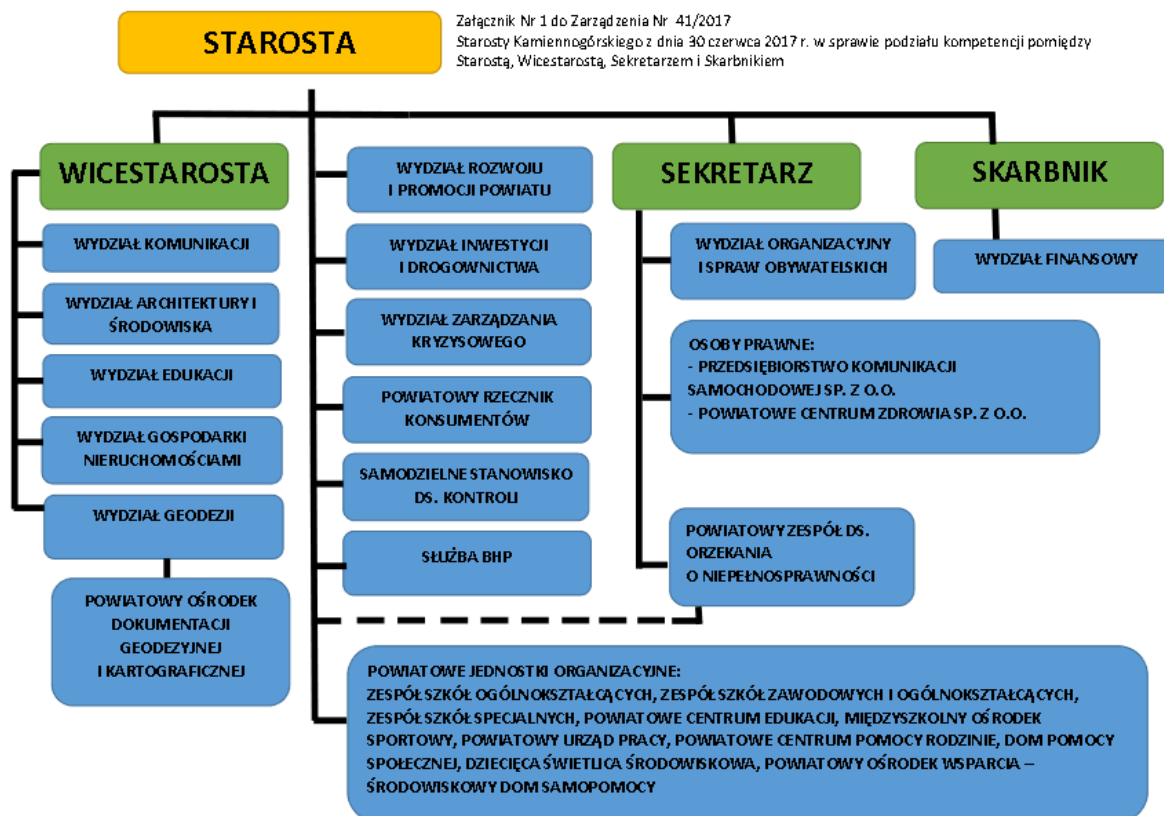 STAROSTA
Załącznik Nr 1 do Zarządzenia Nr 41/2017
Starosty Kamiennogórskiego z dnia 30 czerwca 2017 r. w sprawie podziału kompetencji pomiędzy
Starostą, Wicestarostą, Sekretarzem i Skarbnikiem
WICESTAROSTA
WYDZIAŁ KOMUNIKACJI
WYDZIAŁ ARCHITEKTURY I
ŚRODOWISKA
WYDZIAŁ EDUKACJI
WYDZIAŁ GOSPODARKI
NIERUCHOMOŚCIAMI
WYDZIAŁ GEODEZJI
POWIATOWY OŚRODEK
DOKUMENTACJI
GEODEZYJNEJ
I KARTOGRAFICZNEJ
WYDZIAŁ ROZWOJU
I PROMOCJI POWIATU
WYDZIAŁ INWESTYCJI
I DROGOWNICTWA
WYDZIAŁ ZARZĄDZANIA
KRYZYSOWEGO
POWIATOWY RZECZNIK
KONSUMENTÓW
SAMODZIELNE STANOWISKO
DS. KONTROLI
SŁUŻBA BHP
SEKRETARZ
WYDZIAŁ ORGANIZACYJNY
I SPRAW OBYWATELSKICH
OSOBY PRAWNE:
- PRZEDSIĘBIORSTWO KOMUNIKACJI
SAMOCHODOWEJ SP. Z O.O.
- POWIATOWE CENTRUM ZDROWIA SP. Z O.O.
POWIATOWY ZESPÓŁ DS.
ORZEKANIA
O NIEPEŁNOSPRAWNOŚCI
SKARBNIK
WYDZIAŁ FINANSOWY
POWIATOWE JEDNOSTKI ORGANIZACYJNE:
ZESPÓŁ SZKÓŁ OGÓLNOKSZTAŁCĄCYCH, ZESPÓŁ SZKÓŁ ZAWODOWYCH I OGÓLNOKSZTAŁCĄCYCH,
ZESPÓŁ SZKÓŁ SPECJALNYCH, POWIATOWE CENTRUM EDUKACJI, MIĘDZYSZKOLNY OŚRODEK
SPORTOWY, POWIATOWY URZĄD PRACY, POWIATOWE CENTRUM POMOCY RODZINIE, DOM POMOCY
SPOŁECZNEJ, DZIECIĘCA ŚWIETLICA ŚRODOWISKOWA, POWIATOWY OŚRODEK WSPARCIA –
ŚRODOWISKOWY DOM SAMOPOMOCY